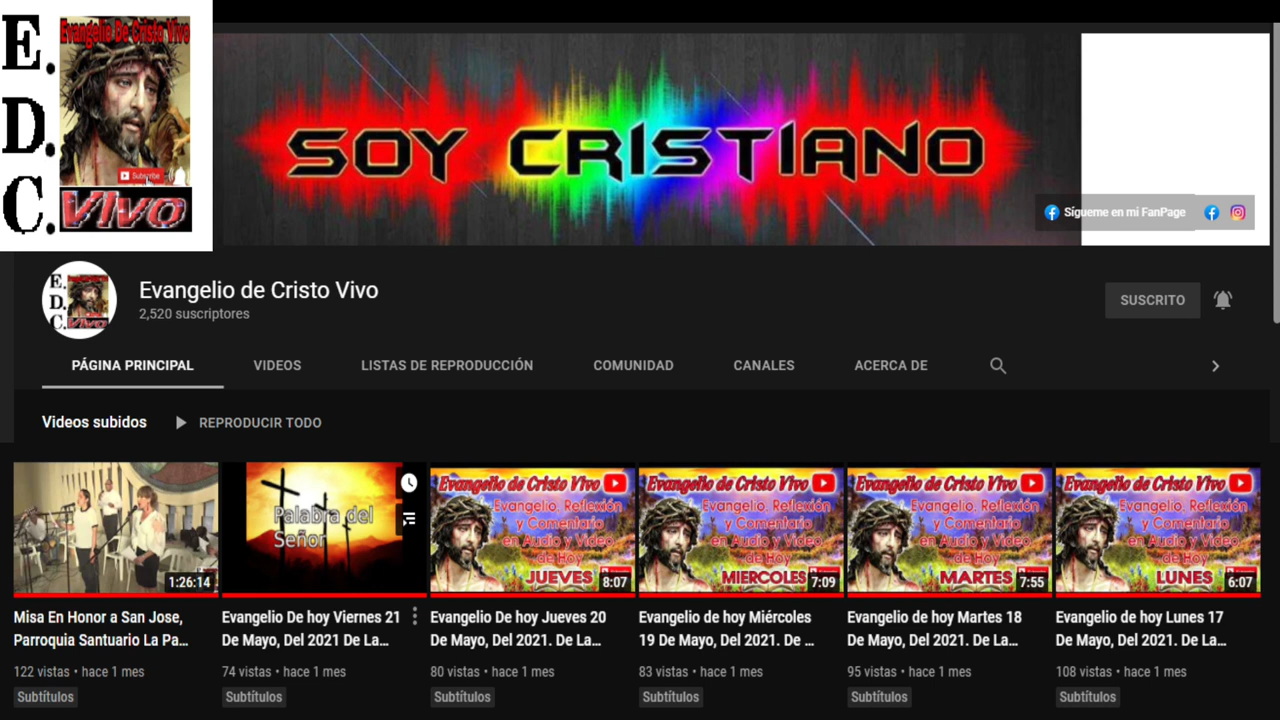 E.
D.
C.
Evangelio De Cristo Vivo
Subscribe
Vivo
SOY CRISTIANO
Sígueme en mi FanPage
E.
D.
C.
Vivo
Evangelio de Cristo Vivo
2,520 suscriptores
SUSCRITO
PÁGINA PRINCIPAL VIDEOS LISTAS DE REPRODUCCIÓN COMUNIDAD CANALES ACERCA DE
Videos subidos REPRODUCIR TODO
1:26:14
Misa En Honor a San Jose,
Parroquia Santuario La Pa...
122 vistas • hace 1 mes
Subtítulos
Palabra del
Señor
Evangelio De hoy Viernes 21
De Mayo, Del 2021 De La...
74 vistas • hace 1 mes
Subtítulos
Evangelio de Cristo Vivo
Evangelio, Reflexión
y Comentario
en Audio y Video
de Hoy
JUEVES 8:07
Evangelio De hoy Jueves 20
De Mayo, Del 2021. De La...
80 vistas • hace 1 mes
Subtítulos
Evangelio de Cristo Vivo
Evangelio, Reflexión
y Comentario
en Audio y Video
de Hoy
MIERCOLES 7:09
Evangelio de hoy Miércoles
19 De Mayo, Del 2021. De ...
83 vistas • hace 1 mes
Subtítulos
Evangelio de Cristo Vivo
Evangelio, Reflexión
y Comentario
en Audio y Video
de Hoy
MARTES 7:55
Evangelio de hoy Martes 18
De Mayo, Del 2021. De La...
95 vistas • hace 1 mes
Subtítulos
Evangelio de Cristo Vivo
Evangelio, Reflexión
y Comentario
en Audio y Video
de Hoy
LUNES 6:07
Evangelio de hoy Lunes 17
De Mayo, Del 2021. De La...
108 vistas • hace 1 mes
Subtítulos